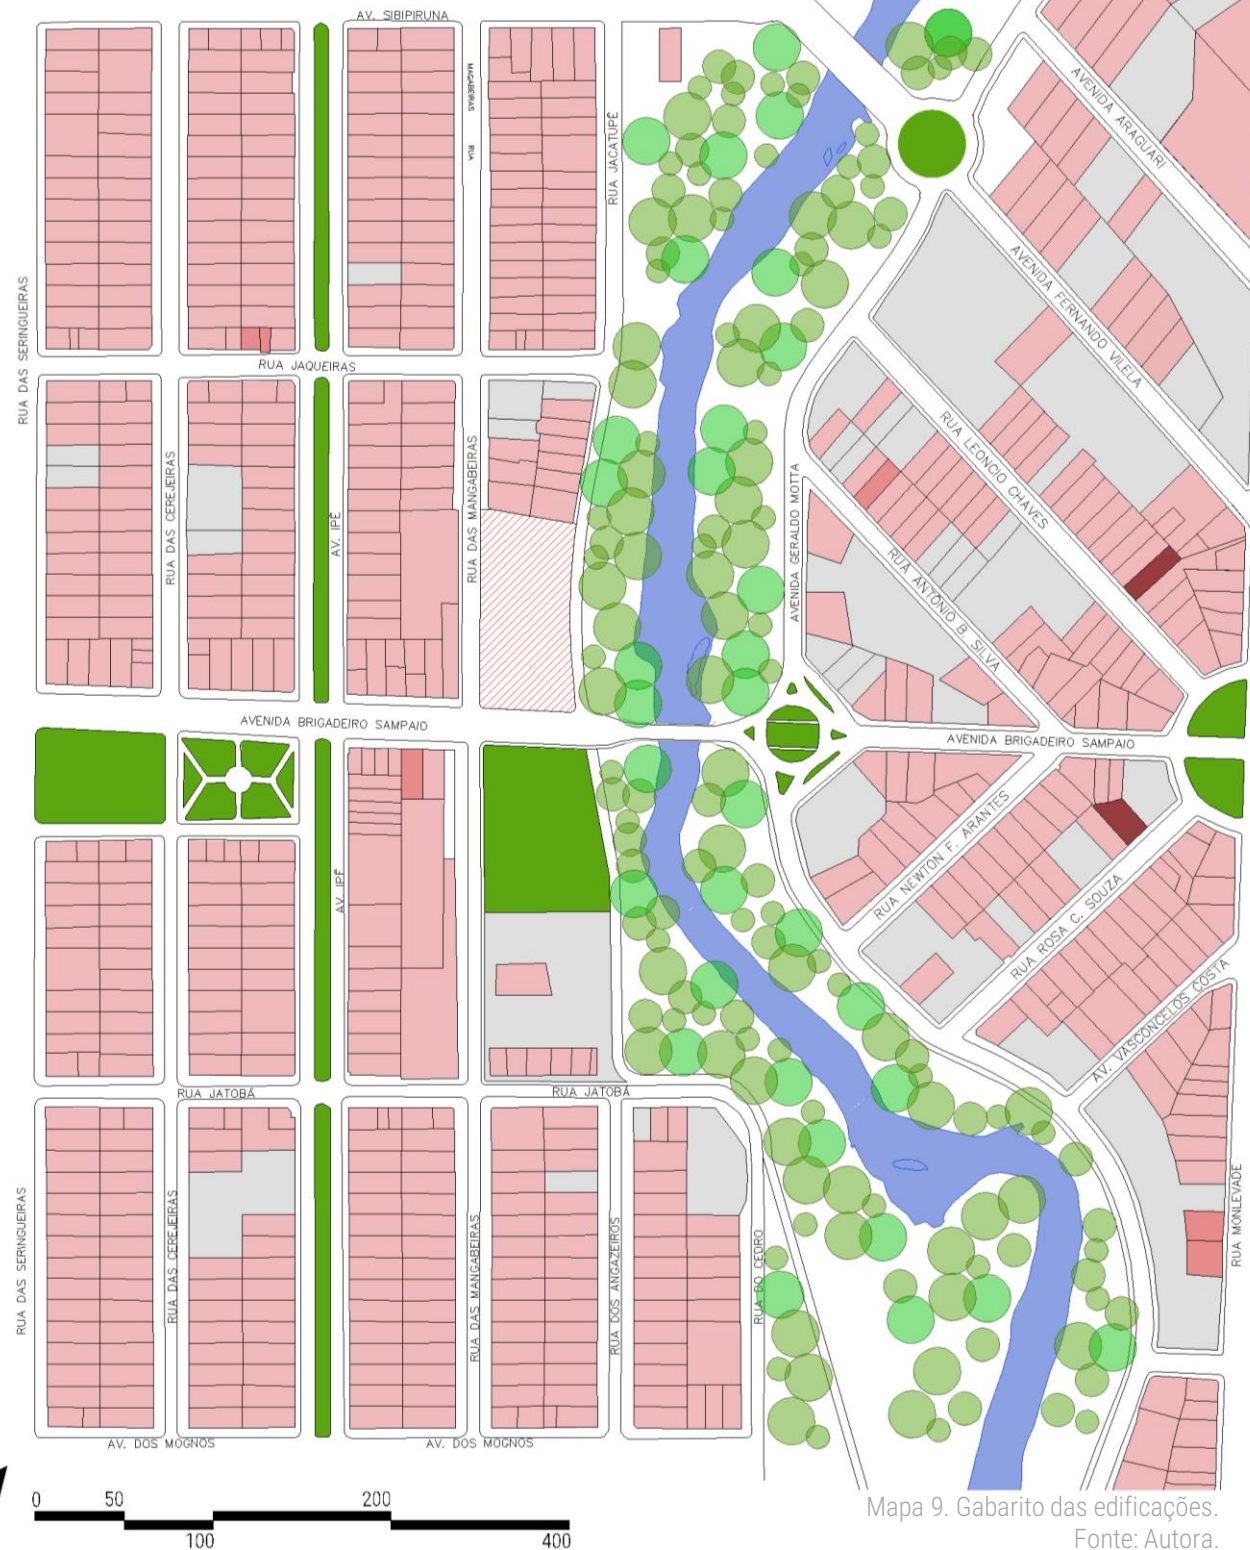 AV. SIBIPIRUNA
MAGABEIRAS
RUA
RUA JACATUPÉ
AVENIDA ARAGUARI
AVENIDA FERNANDO VILELA
RUA DAS SERINGUEIRAS
RUA JAQUEIRAS
RUA LEONCIO CHAVES
RUA DAS CEREJEIRAS
AV. IPÊ
RUA DAS MANGABEIRAS
AVENIDA GERALDO MOTTA
RUA ANTÔNIO B. SILVA
AVENIDA BRIGADEIRO SAMPAIO
AVENIDA BRIGADEIRO SAMPAIO
RUA NEWTON F. ARANTES
AV. IPÊ
RUA ROSA C. SOUZA
AV. VASCONCELOS COSTA
RUA JATOBÁ
RUA JATOBÁ
RUA DAS SERINGUEIRAS
RUA DAS CEREJEIRAS
RUA DAS MANGABEIRAS
RUA DOS ANGAZEIROS
RUA DO CEDRO
RUA MONLEVADE
AV. DOS MOGNOS
AV. DOS MOGNOS
0 50 200
100 400
Mapa 9. Gabarito das edificações.
Fonte: Autora.